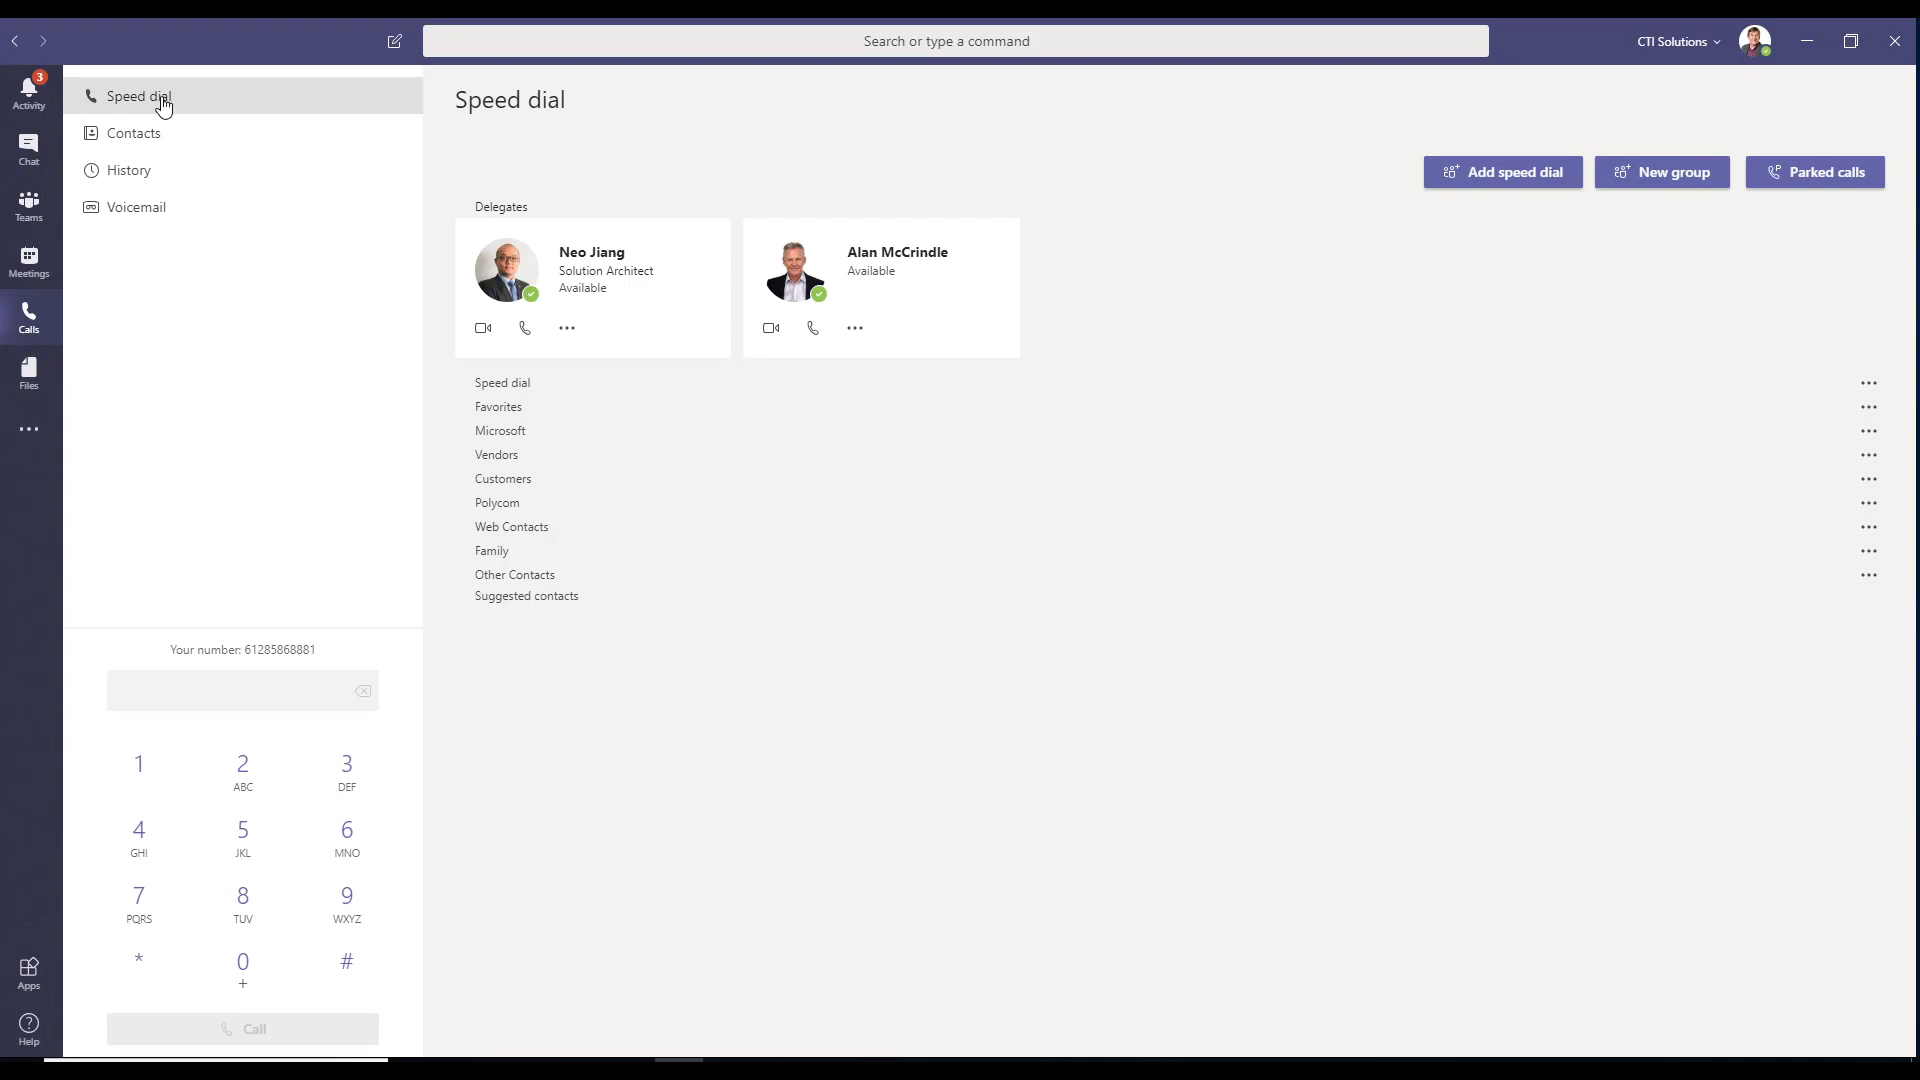 Search or type a command
CTI Solutions
3
Activity
Chat
Teams
Meetings
Calls
Files
Apps
Help
Speed dial
Contacts
History
Voicemail
Your number: 61285868881
1
2
ABC
3
DEF
4
GHI
5
JKL
6
MNO
7
PQRS
8
TUV
9
WXYZ
*
0
+
#
Call
Speed dial
Add speed dial
New group
Parked calls
Delegates
Neo Jiang
Solution Architect
Available
Alan McCrindle
Available
Speed dial
Favorites
Microsoft
Vendors
Customers
Polycom
Web Contacts
Family
Other Contacts
Suggested contacts